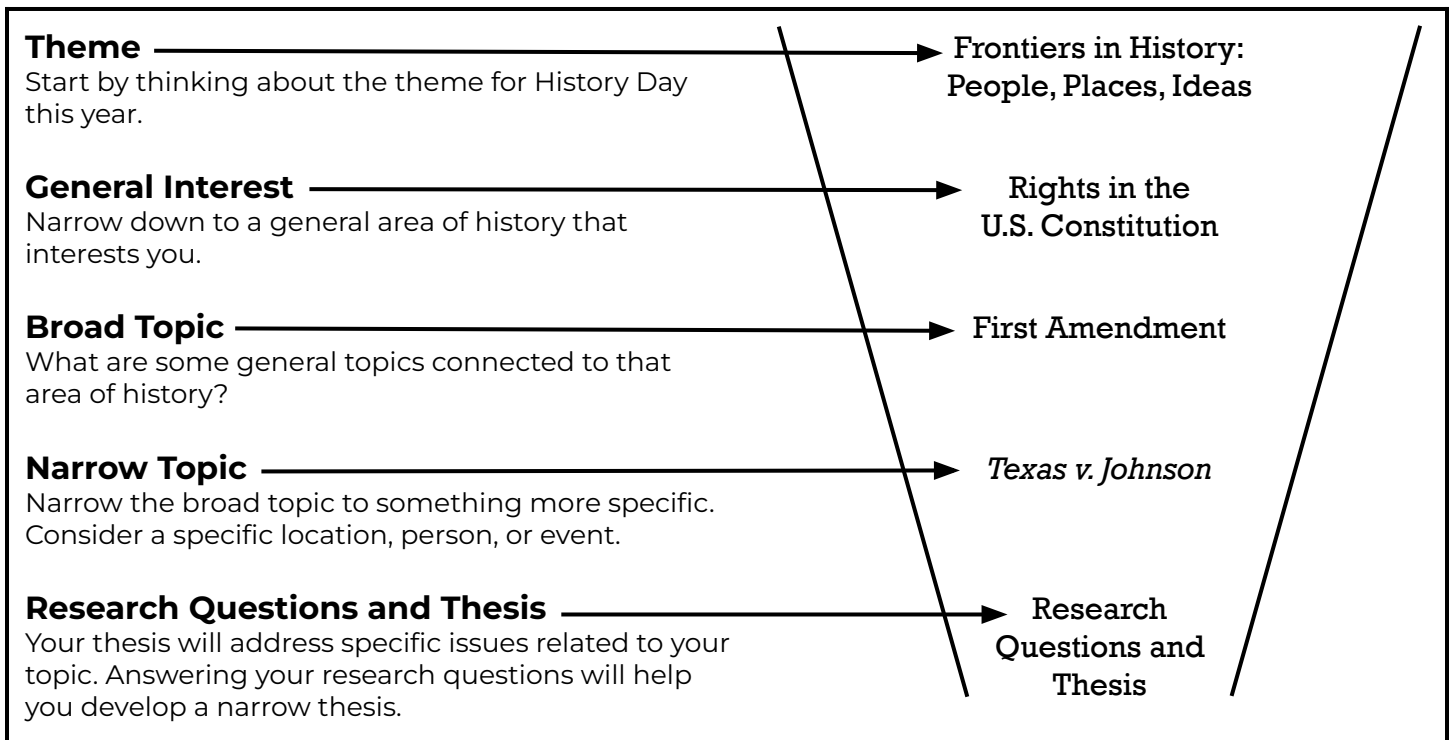 Theme
Start by thinking about the theme for History Day
this year.
Frontiers in History:
People, Places, Ideas
General Interest
Narrow down to a general area of history that
interests you.
Rights in the
U.S. Constitution
Broad Topic
What are some general topics connected to that
area of history?
First Amendment
Narrow Topic
Narrow the broad topic to something more specific.
Consider a specific location, person, or event.
Texas v. Johnson
Research Questions and Thesis
Your thesis will address specific issues related to your
topic. Answering your research questions will help
you develop a narrow thesis.
Research
Questions and
Thesis